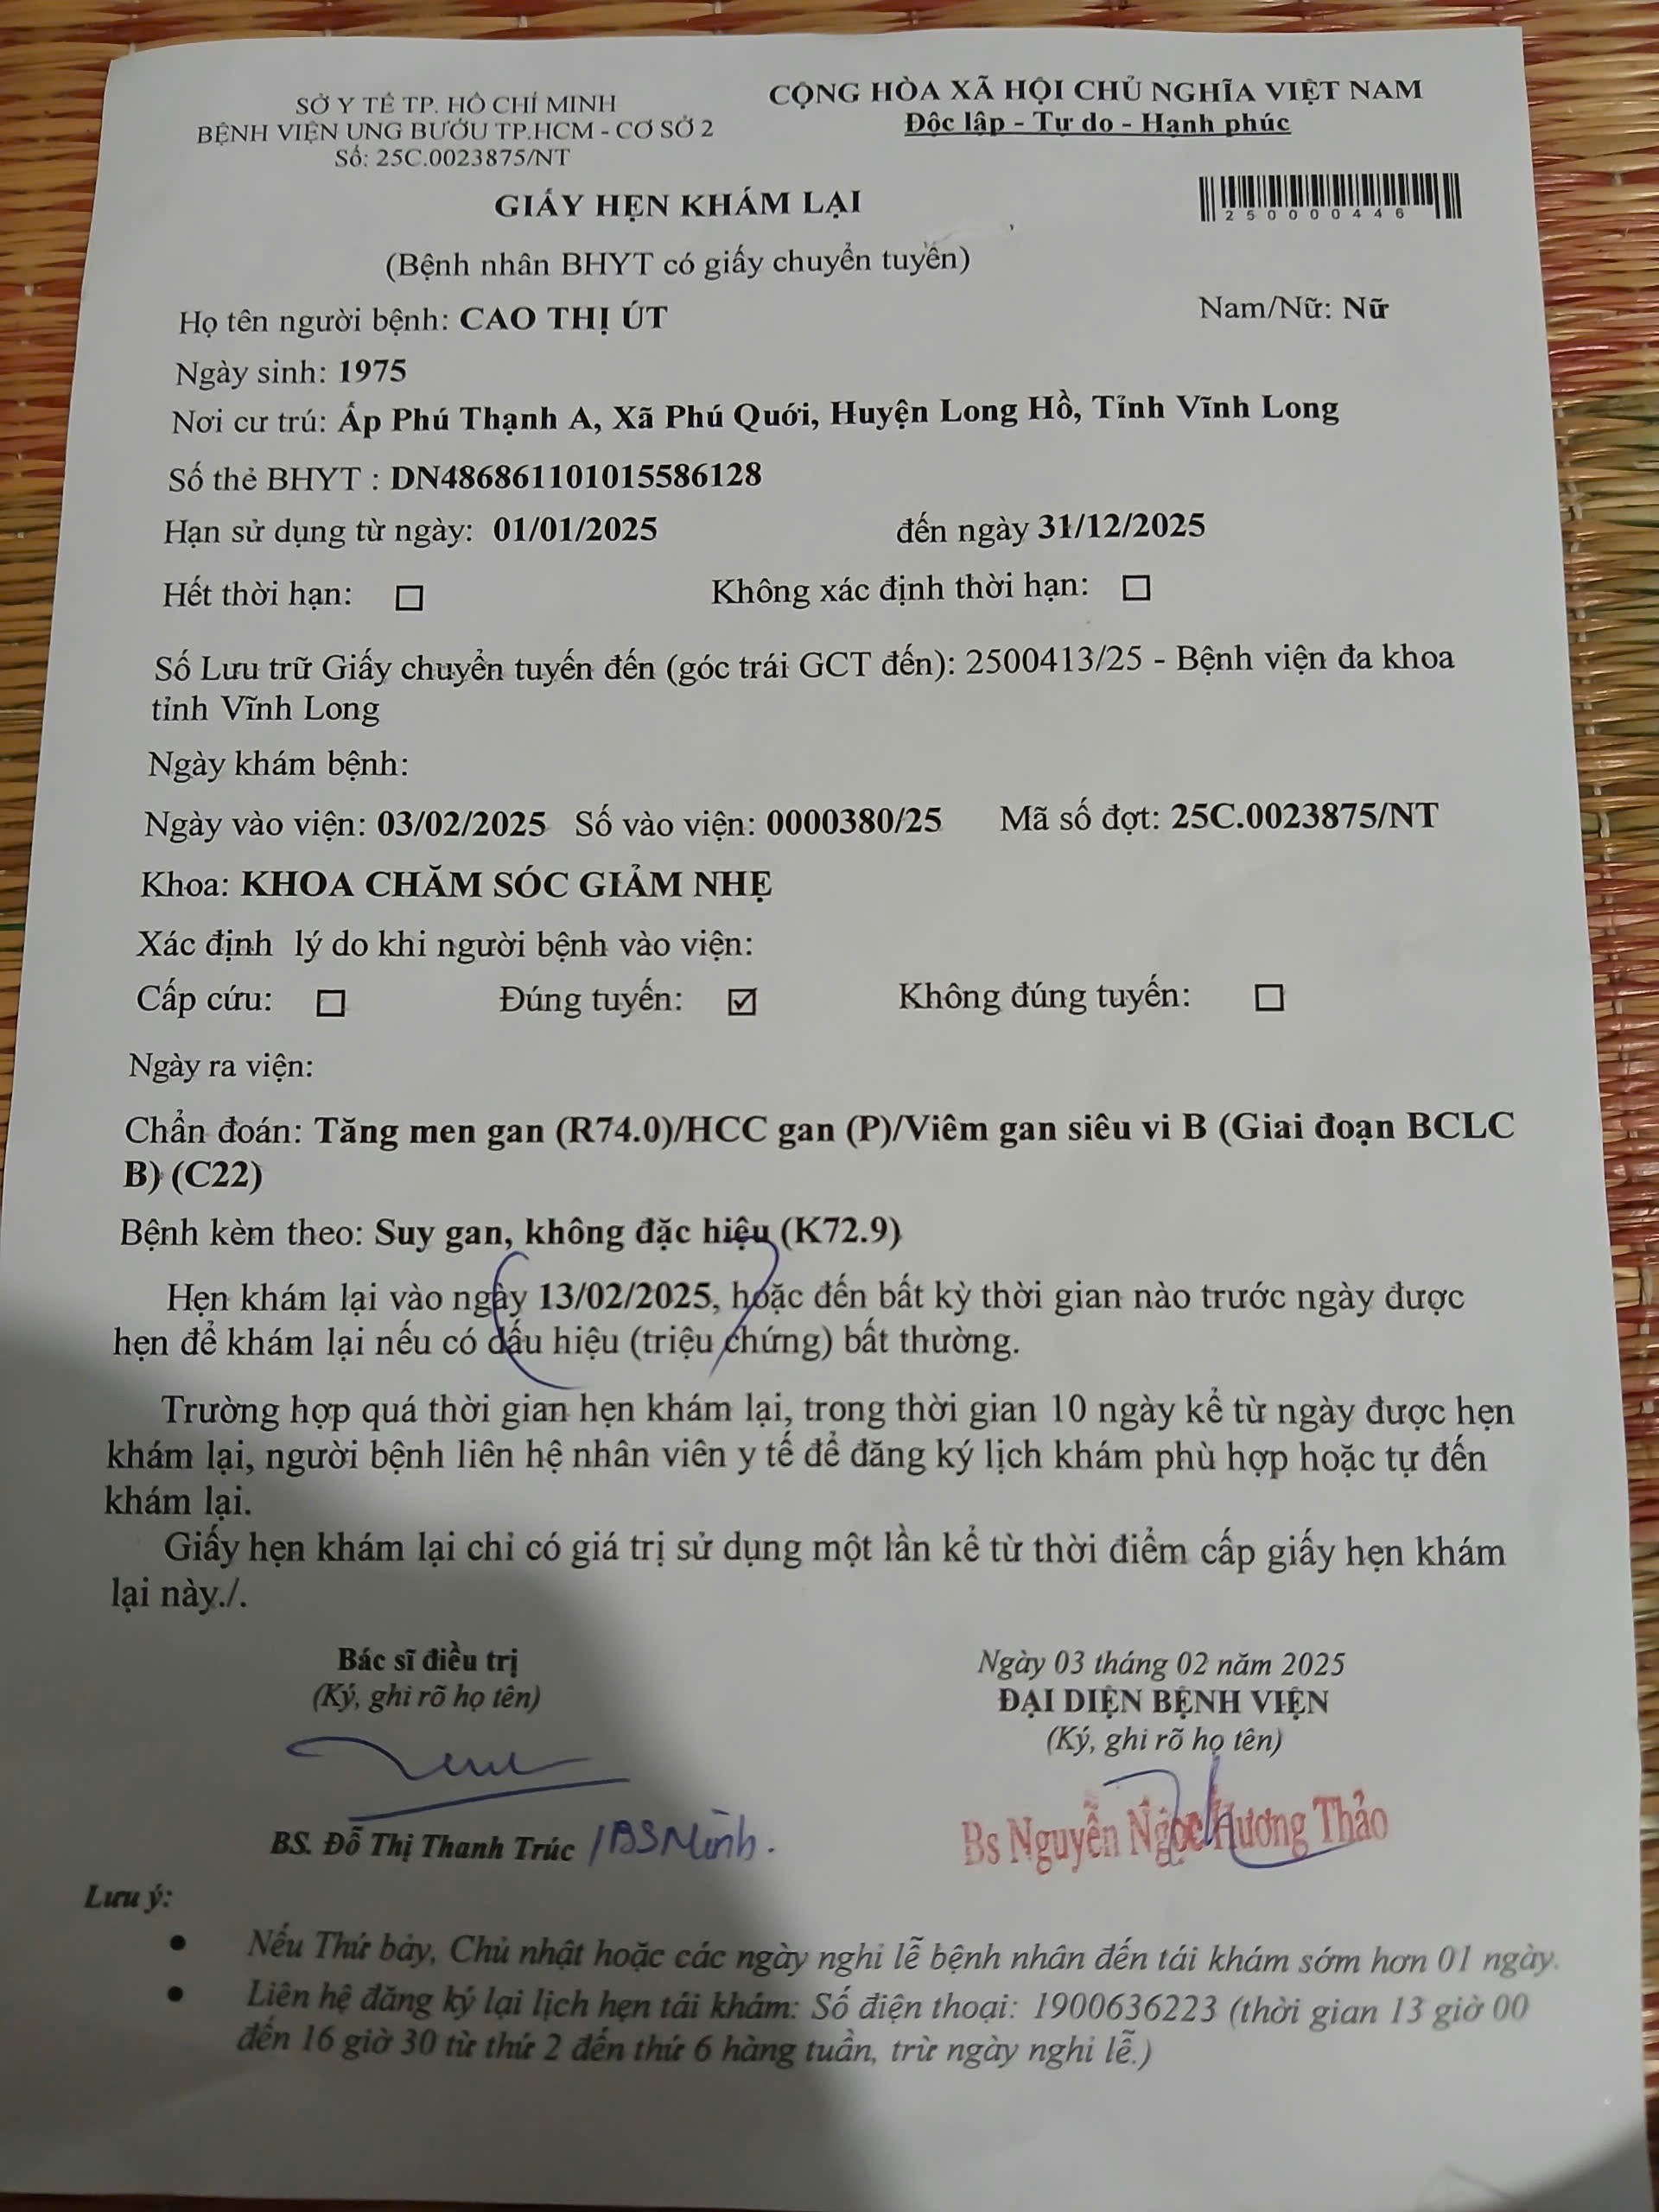 SỞ Y TẾ TP. HỒ CHÍ MINH
BỆNH VIỆN UNG BƯỚU TP.HCM - CƠ SỞ 2
Số: 25C.0023875/NT
CỘNG HÒA XÃ HỘI CHỦ NGHĨA VIỆT NAM
Độc lập - Tự do - Hạnh phúc
GIẤY HẸN KHÁM LẠI
250000446
(Bệnh nhân BHYT có giấy chuyển tuyến)
Họ tên người bệnh: CAO THỊ ÚT Nam/Nữ: Nữ
Ngày sinh: 1975
Nơi cư trú: Ấp Phú Thạnh A, Xã Phú Quới, Huyện Long Hồ, Tỉnh Vĩnh Long
Số thẻ BHYT : DN486861101015586128
Hạn sử dụng từ ngày: 01/01/2025 đến ngày 31/12/2025
Hết thời hạn: ☐ Không xác định thời hạn: ☐
Số Lưu trữ Giấy chuyển tuyến đến (góc trái GCT đến): 2500413/25 - Bệnh viện đa khoa
tỉnh Vĩnh Long
Ngày khám bệnh:
Ngày vào viện: 03/02/2025 Số vào viện: 0000380/25 Mã số đợt: 25C.0023875/NT
Khoa: KHOA CHĂM SÓC GIẢM NHẸ
Xác định lý do khi người bệnh vào viện:
Cấp cứu: ☐ Đúng tuyến: ☑ Không đúng tuyến: ☐
Ngày ra viện:
Chẩn đoán: Tăng men gan (R74.0)/HCC gan (P)/Viêm gan siêu vi B (Giai đoạn BCLC
B) (C22)
Bệnh kèm theo: Suy gan, không đặc hiệu (K72.9)
Hẹn khám lại vào ngày 13/02/2025, hoặc đến bất kỳ thời gian nào trước ngày được
hẹn để khám lại nếu có dấu hiệu (triệu chứng) bất thường.
Trường hợp quá thời gian hẹn khám lại, trong thời gian 10 ngày kể từ ngày được hẹn
khám lại, người bệnh liên hệ nhân viên y tế để đăng ký lịch khám phù hợp hoặc tự đến
khám lại.
Giấy hẹn khám lại chỉ có giá trị sử dụng một lần kể từ thời điểm cấp giấy hẹn khám
lại này./.
Bác sĩ điều trị
(Ký, ghi rõ họ tên)
BS. Đỗ Thị Thanh Trúc /BS Minh.
Ngày 03 tháng 02 năm 2025
ĐẠI DIỆN BỆNH VIỆN
(Ký, ghi rõ họ tên)
Bs Nguyễn Ngọc Hương Thảo
Lưu ý:
• Nếu Thứ bảy, Chủ nhật hoặc các ngày nghỉ lễ bệnh nhân đến tái khám sớm hơn 01 ngày.
• Liên hệ đăng ký lại lịch hẹn tái khám: Số điện thoại: 1900636223 (thời gian 13 giờ 00
đến 16 giờ 30 từ thứ 2 đến thứ 6 hàng tuần, trừ ngày nghỉ lễ.)